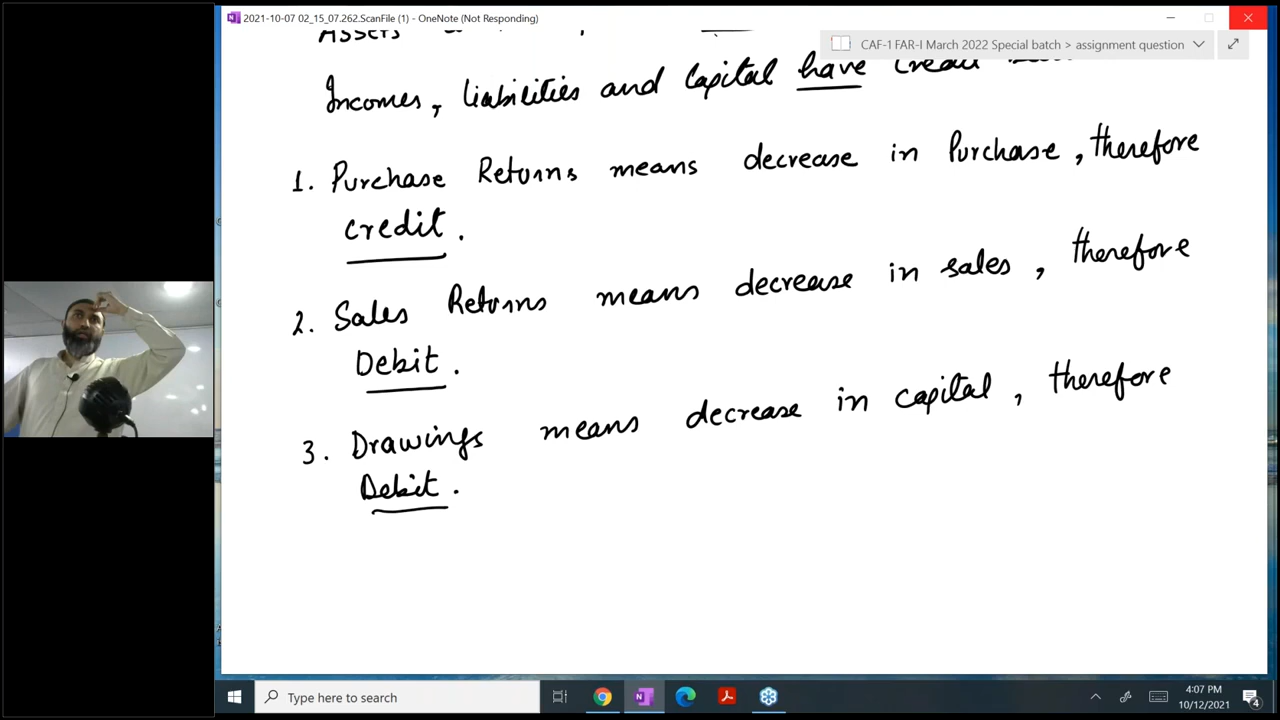 2021-10-07 02_15_07.262.ScanFile (1) - OneNote (Not Responding)
CAF-1 FAR-I March 2022 Special batch > assignment question
Assets
Incomes, liabilities and Capital have credit
1. Purchase Returns means decrease in Purchase, therefore
credit.
2. Sales Returns means decrease in sales, therefore
Debit.
3. Drawings means decrease in capital, therefore
Debit.
Type here to search
4:07 PM
10/12/2021
4